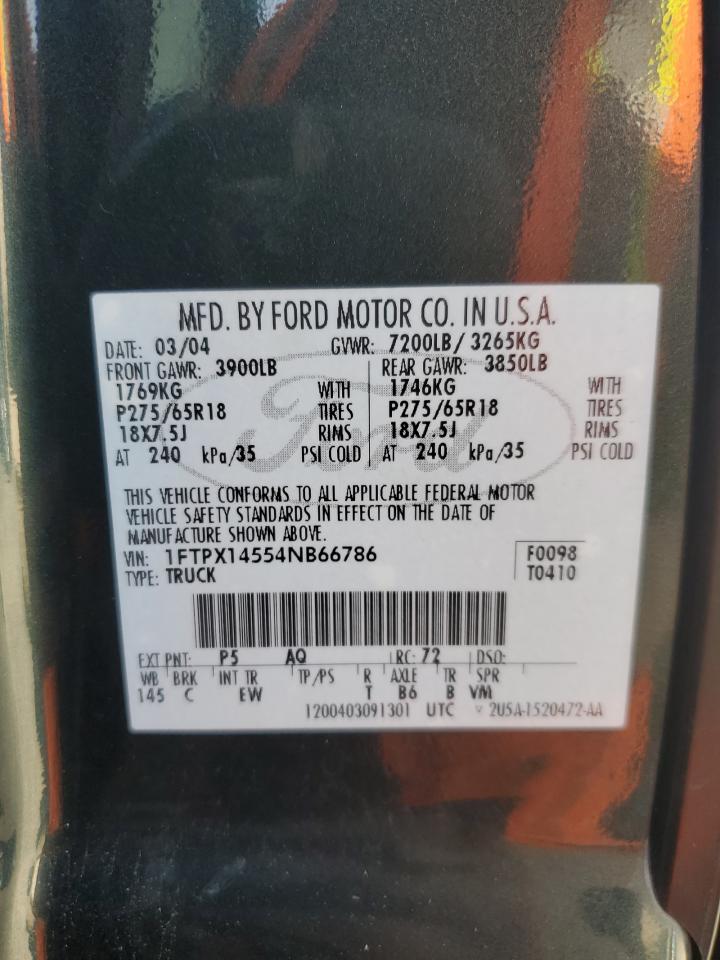 MFD. BY FORD MOTOR CO. IN U.S.A.
DATE: 03/04 GVWR: 7200LB/ 3265KG
FRONT GAWR: 3900LB REAR GAWR: 3850LB
1769KG WITH 1746KG WITH
P275/65R18 TIRES P275/65R18 TIRES
18X7.5J RIMS 18X7.5J RIMS
AT 240 kPa/35 PSI COLD AT 240 kPa/35 PSI COLD
Ford
THIS VEHICLE CONFORMS TO ALL APPLICABLE FEDERAL MOTOR
VEHICLE SAFETY STANDARDS IN EFFECT ON THE DATE OF
MANUFACTURE SHOWN ABOVE.
VIN: 1FTPX14554NB66786 F0098
TYPE: TRUCK T0410
EXT PNT: P5 AQ RC: 72 DSO:
WB BRK INT TR TP/PS R AXLE TR SPR
145 C EW T B6 B VM
1200403091301 UTC 2U5A-1520472-AA